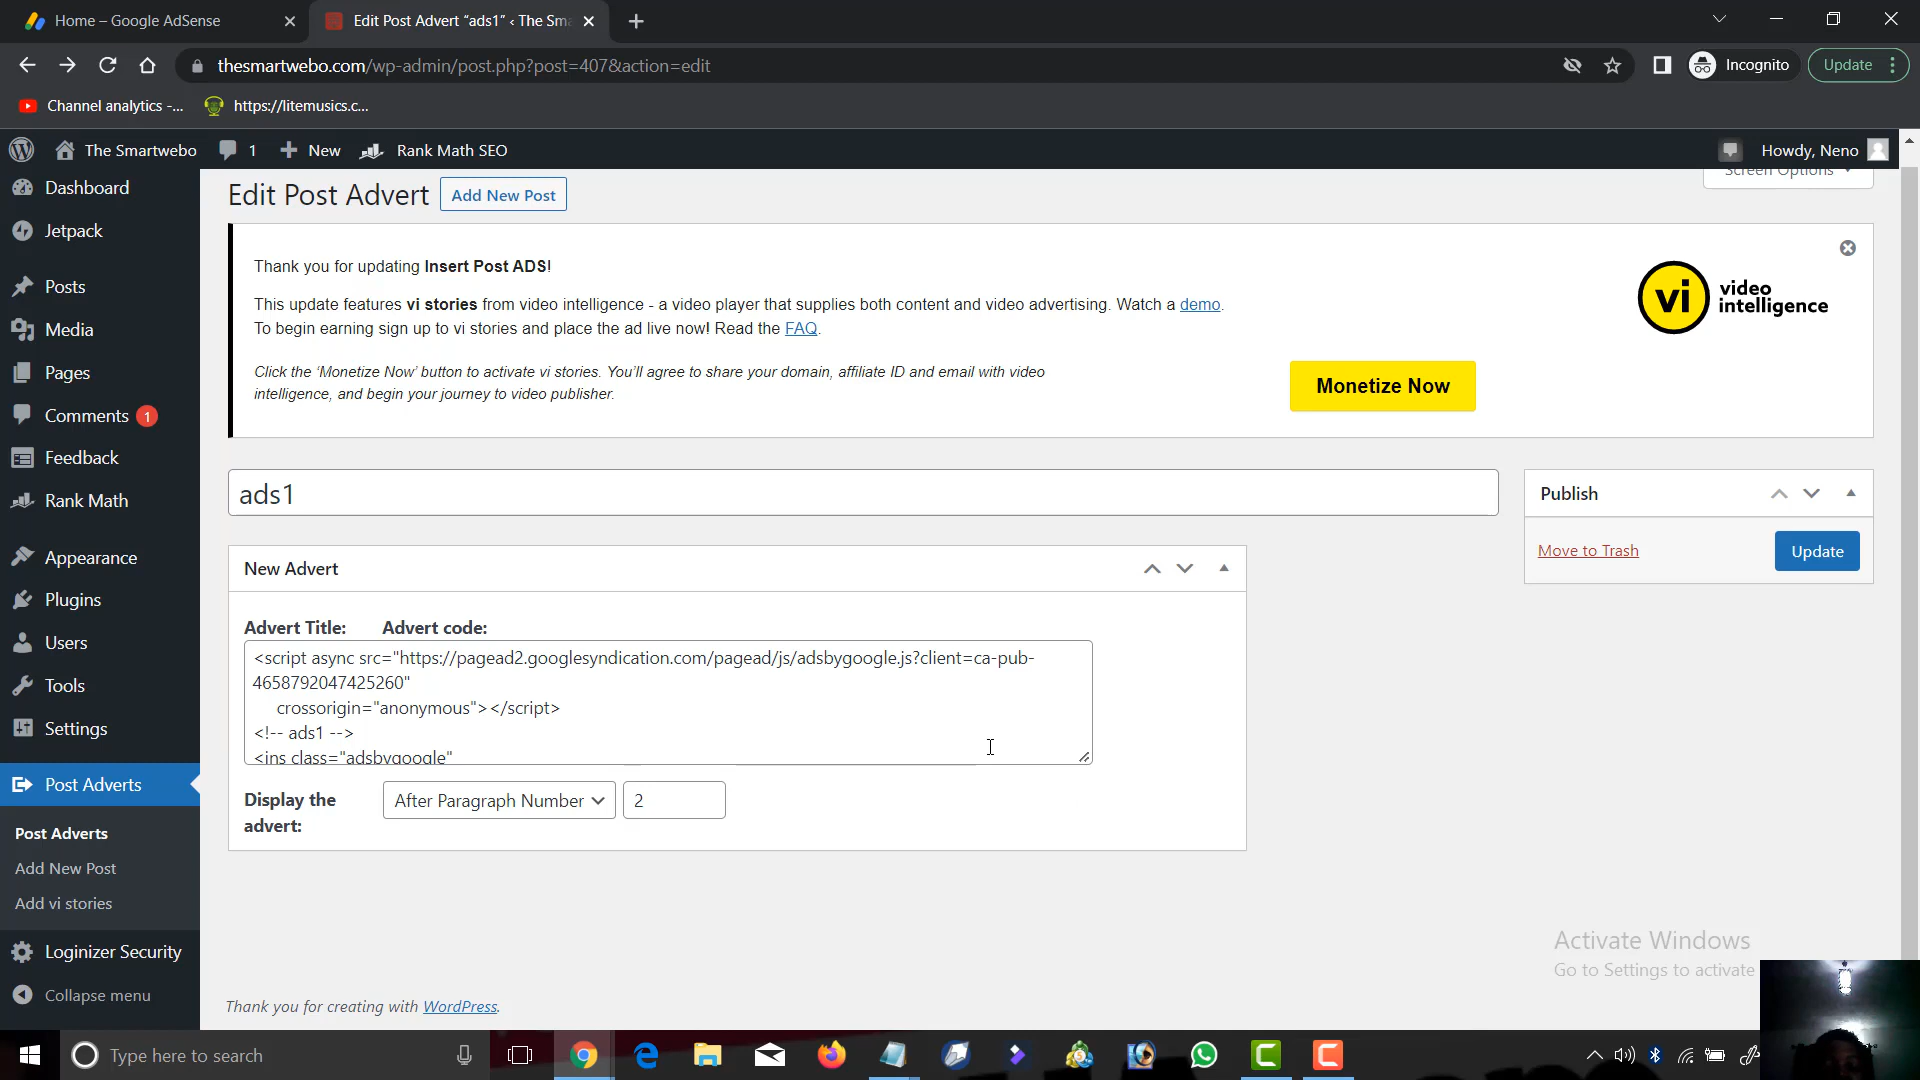 Home – Google AdSense
Edit Post Advert “ads1” ‹ The Sma
thesmartwebo.com/wp-admin/post.php?post=407&action=edit
Incognito
Update
Channel analytics -...
https://litemusics.c...
The Smartwebo
1
New
Rank Math SEO
Howdy, Neno
Dashboard
Jetpack
Posts
Media
Pages
Comments 1
Feedback
Rank Math
Appearance
Plugins
Users
Tools
Settings
Post Adverts
Post Adverts
Add New Post
Add vi stories
Loginizer Security
Collapse menu
Screen Options
Edit Post Advert
Add New Post
Thank you for updating Insert Post ADS!
This update features vi stories from video intelligence - a video player that supplies both content and video advertising. Watch a demo.
To begin earning sign up to vi stories and place the ad live now! Read the FAQ.
Click the ‘Monetize Now’ button to activate vi stories. You’ll agree to share your domain, affiliate ID and email with video
intelligence, and begin your journey to video publisher.
Monetize Now
vi video
intelligence
ads1
Publish
Move to Trash
Update
New Advert
Advert Title:
Advert code:
<script async src="https://pagead2.googlesyndication.com/pagead/js/adsbygoogle.js?client=ca-pub-
4658792047425260"
crossorigin="anonymous"></script>
<!-- ads1 -->
<ins class="adsbygoogle"
Display the
advert:
After Paragraph Number
2
Activate Windows
Go to Settings to activate
Thank you for creating with WordPress.
Type here to search